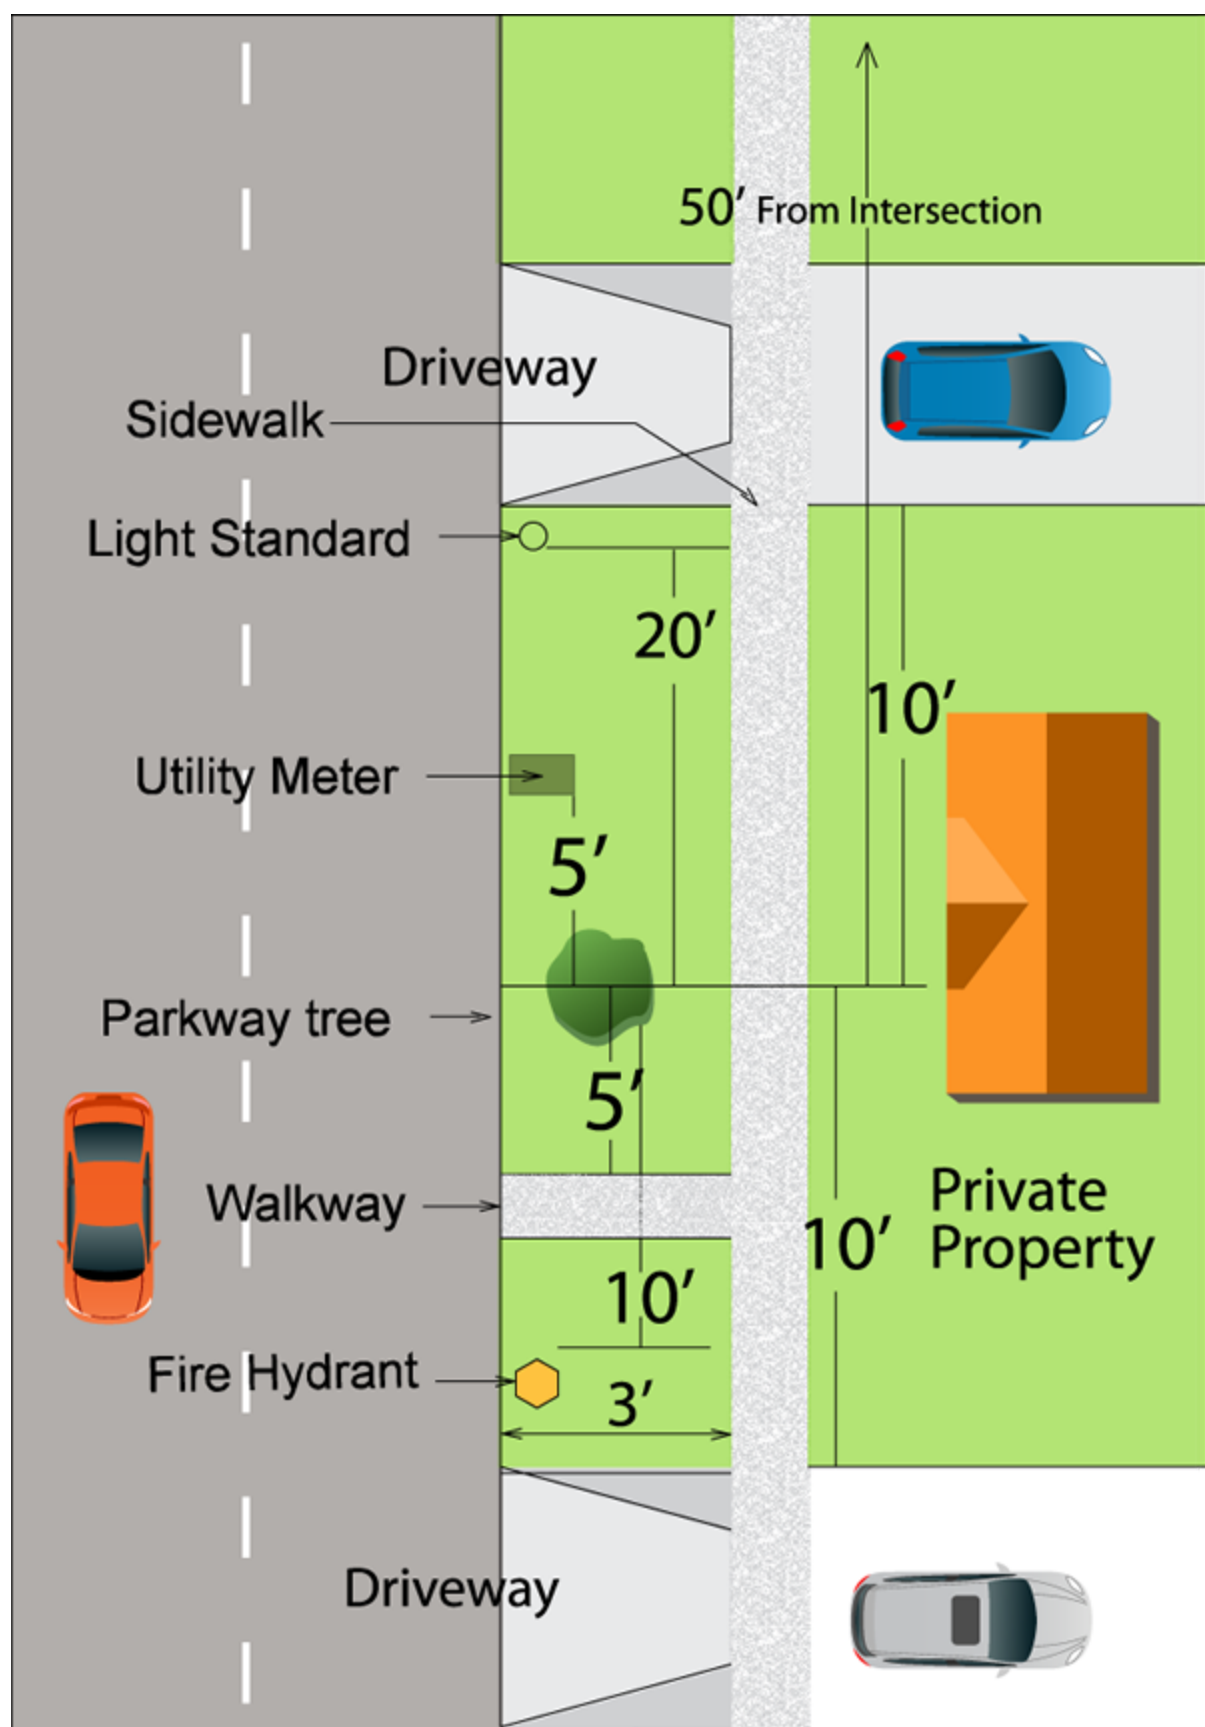 50’ From Intersection
Driveway
Sidewalk
Light Standard
20’
10’
Utility Meter
5’
Parkway tree
5’
Walkway
Private
Property
10’
10’
Fire Hydrant
3’
Driveway